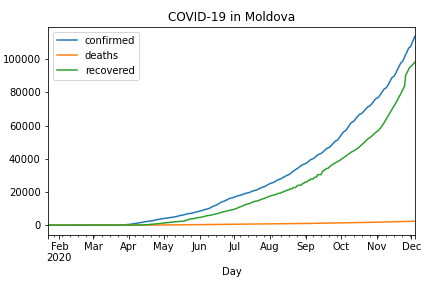 COVID-19 in Moldova
confirmed
deaths
recovered
100000
80000
60000
40000
20000
0
Feb Mar Apr May Jun Jul Aug Sep Oct Nov Dec
2020
Day